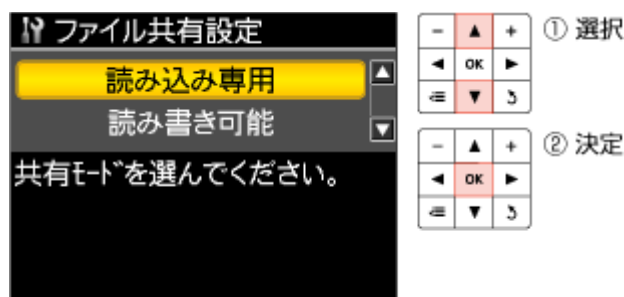 ファイル共有設定
読み込み専用
読み書き可能
共有ﾓｰﾄﾞを選んでください。
- ▲ +
◀ OK ▶
▼
① 選択
- ▲ +
◀ OK ▶
▼
② 決定